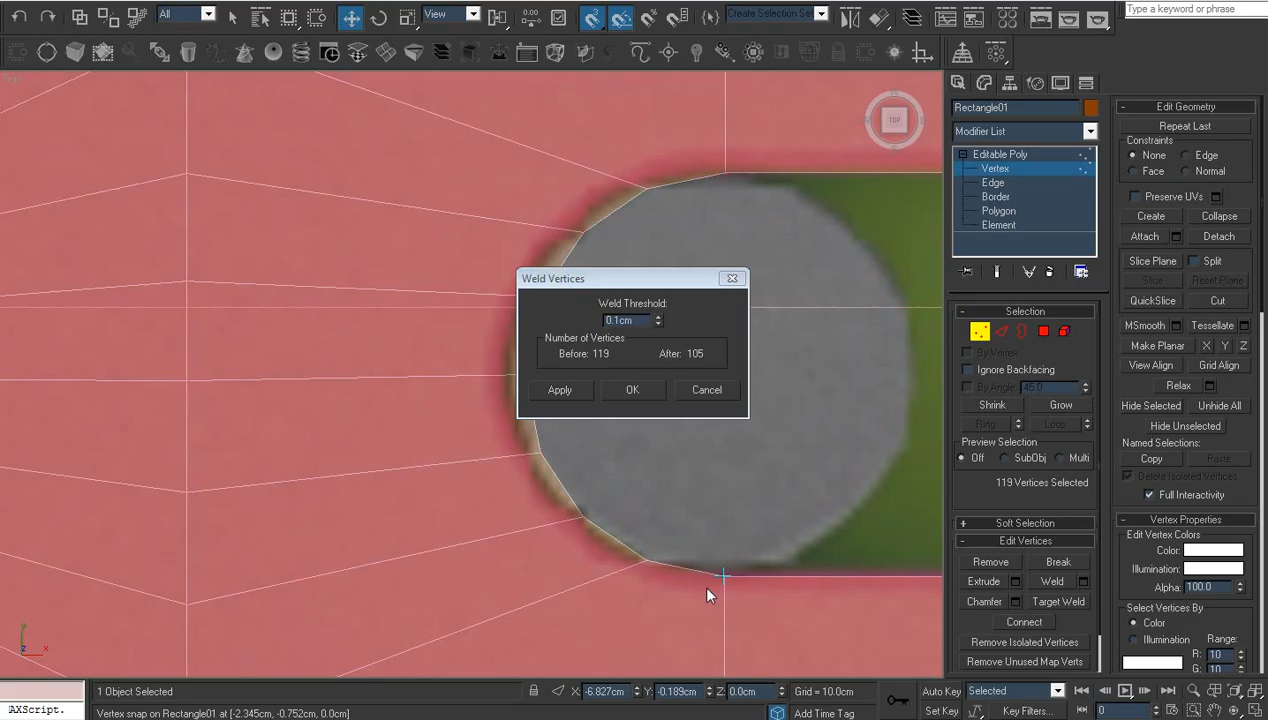 All
View
Create Selection Set
Type a keyword or phrase
TOP
Rectangle01
Modifier List
Editable Poly
Vertex
Edge
Border
Polygon
Element
Selection
By Vertex
Ignore Backfacing
By Angle: 45.0
Shrink Grow
Ring Loop
Preview Selection
Off SubObj Multi
119 Vertices Selected
Soft Selection
Edit Vertices
Remove Break
Extrude Weld
Chamfer Target Weld
Connect
Remove Isolated Vertices
Remove Unused Map Verts
Edit Geometry
Repeat Last
Constraints
None Edge
Face Normal
Preserve UVs
Create Collapse
Attach Detach
Slice Plane Split
Slice Reset Plane
QuickSlice Cut
MSmooth Tessellate
Make Planar X Y Z
View Align Grid Align
Relax
Hide Selected Unhide All
Hide Unselected
Named Selections:
Copy Paste
Delete Isolated Vertices
Full Interactivity
Vertex Properties
Edit Vertex Colors
Color:
Illumination:
Alpha: 100.0
Select Vertices By
Color
Illumination Range:
R: 10
G: 10
Weld Vertices
Weld Threshold:
0.1cm
Number of Vertices
Before: 119 After: 105
Apply OK Cancel
y
z x
1 Object Selected
X: -6.827cm Y: -0.189cm Z: 0.0cm Grid = 10.0cm
Auto Key Selected
AXScript. Vertex snap on Rectangle01 at [-2.345cm, -0.752cm, 0.0cm]
Add Time Tag
Set Key Key Filters... 0